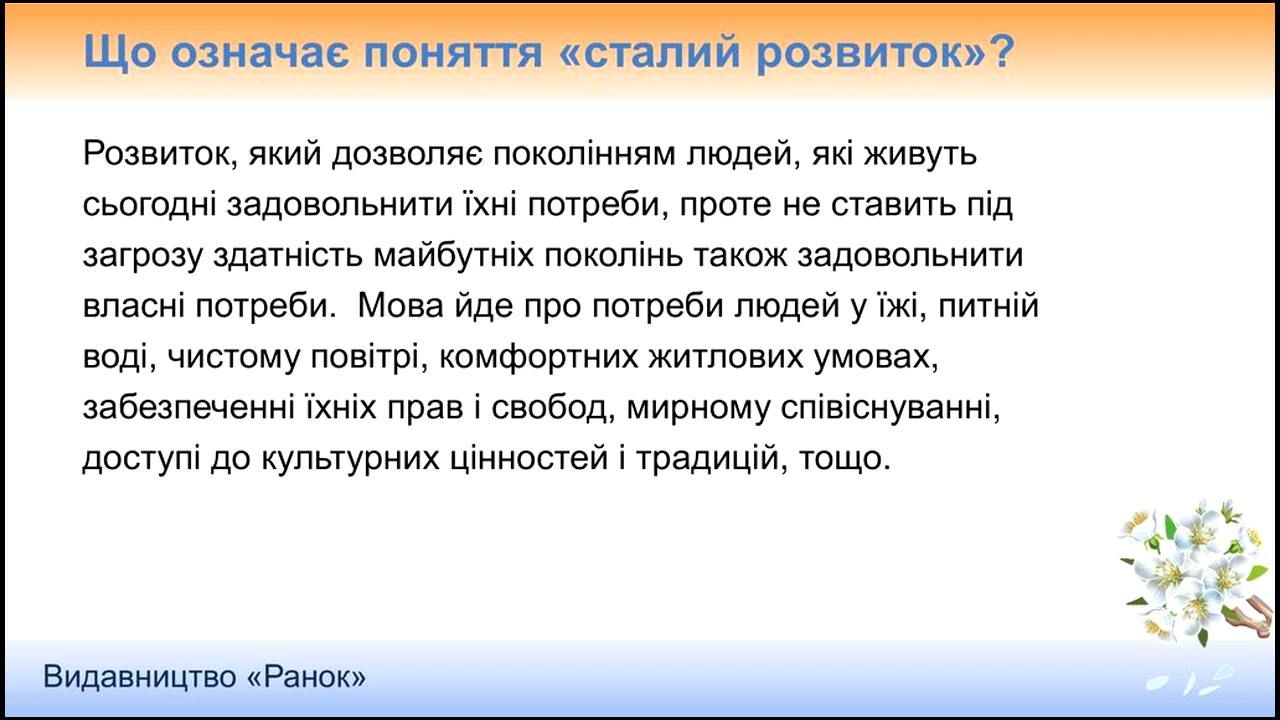 Що означає поняття «сталий розвиток»?
Розвиток, який дозволяє поколінням людей, які живуть
сьогодні задовольнити їхні потреби, проте не ставить під
загрозу здатність майбутніх поколінь також задовольнити
власні потреби.  Мова йде про потреби людей у їжі, питній
воді, чистому повітрі, комфортних житлових умовах,
забезпеченні їхніх прав і свобод, мирному співіснуванні,
доступі до культурних цінностей і традицій, тощо.
Видавництво «Ранок»